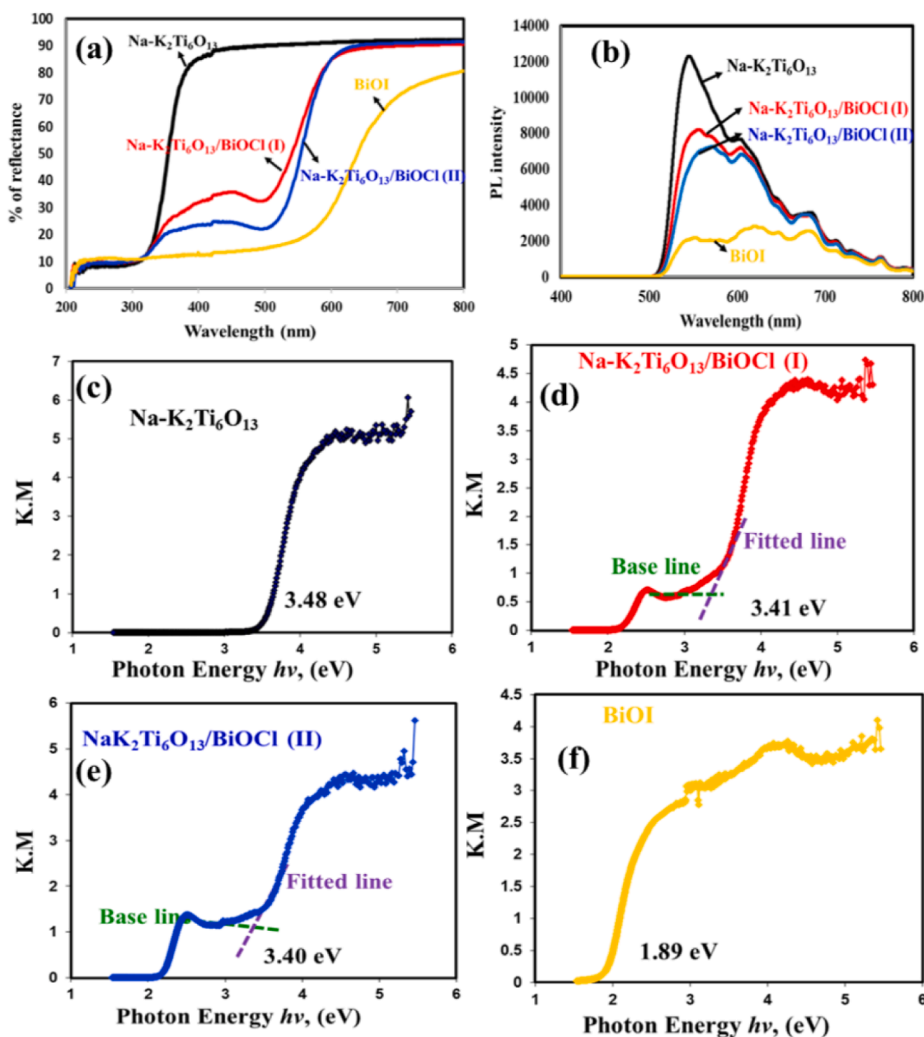 (a)
Na-K₂Ti₆O₁₃
BiOI
Na-K₂Ti₆O₁₃/BiOCl (I)
Na-K₂Ti₆O₁₃/BiOCl (II)
% of reflectance
100
90
80
70
60
50
40
30
20
10
0
200 300 400 500 600 700 800
Wavelength (nm)
(b)
Na-K₂Ti₆O₁₃
Na-K₂Ti₆O₁₃/BiOCl (I)
Na-K₂Ti₆O₁₃/BiOCl (II)
BiOI
PL intensity
14000
12000
10000
8000
6000
4000
2000
0
400 500 600 700 800
Wavelength (nm)
(c)
Na-K₂Ti₆O₁₃
3.48 eV
K.M
7
6
5
4
3
2
1
0
1 2 3 4 5 6
Photon Energy hν, (eV)
Na-K₂Ti₆O₁₃/BiOCl (I)
(d)
Fitted line
Base line
3.41 eV
K.M
5
4.5
4
3.5
3
2.5
2
1.5
1
0.5
0
1 2 3 4 5 6
Photon Energy hν, (eV)
NaK₂Ti₆O₁₃/BiOCl (II)
(e)
Fitted line
Base line
3.40 eV
K.M
6
5
4
3
2
1
0
1 2 3 4 5 6
Photon Energy hν, (eV)
BiOI
(f)
1.89 eV
K.M
4.5
4
3.5
3
2.5
2
1.5
1
0.5
0
1 2 3 4 5 6
Photon Energy hν, (eV)